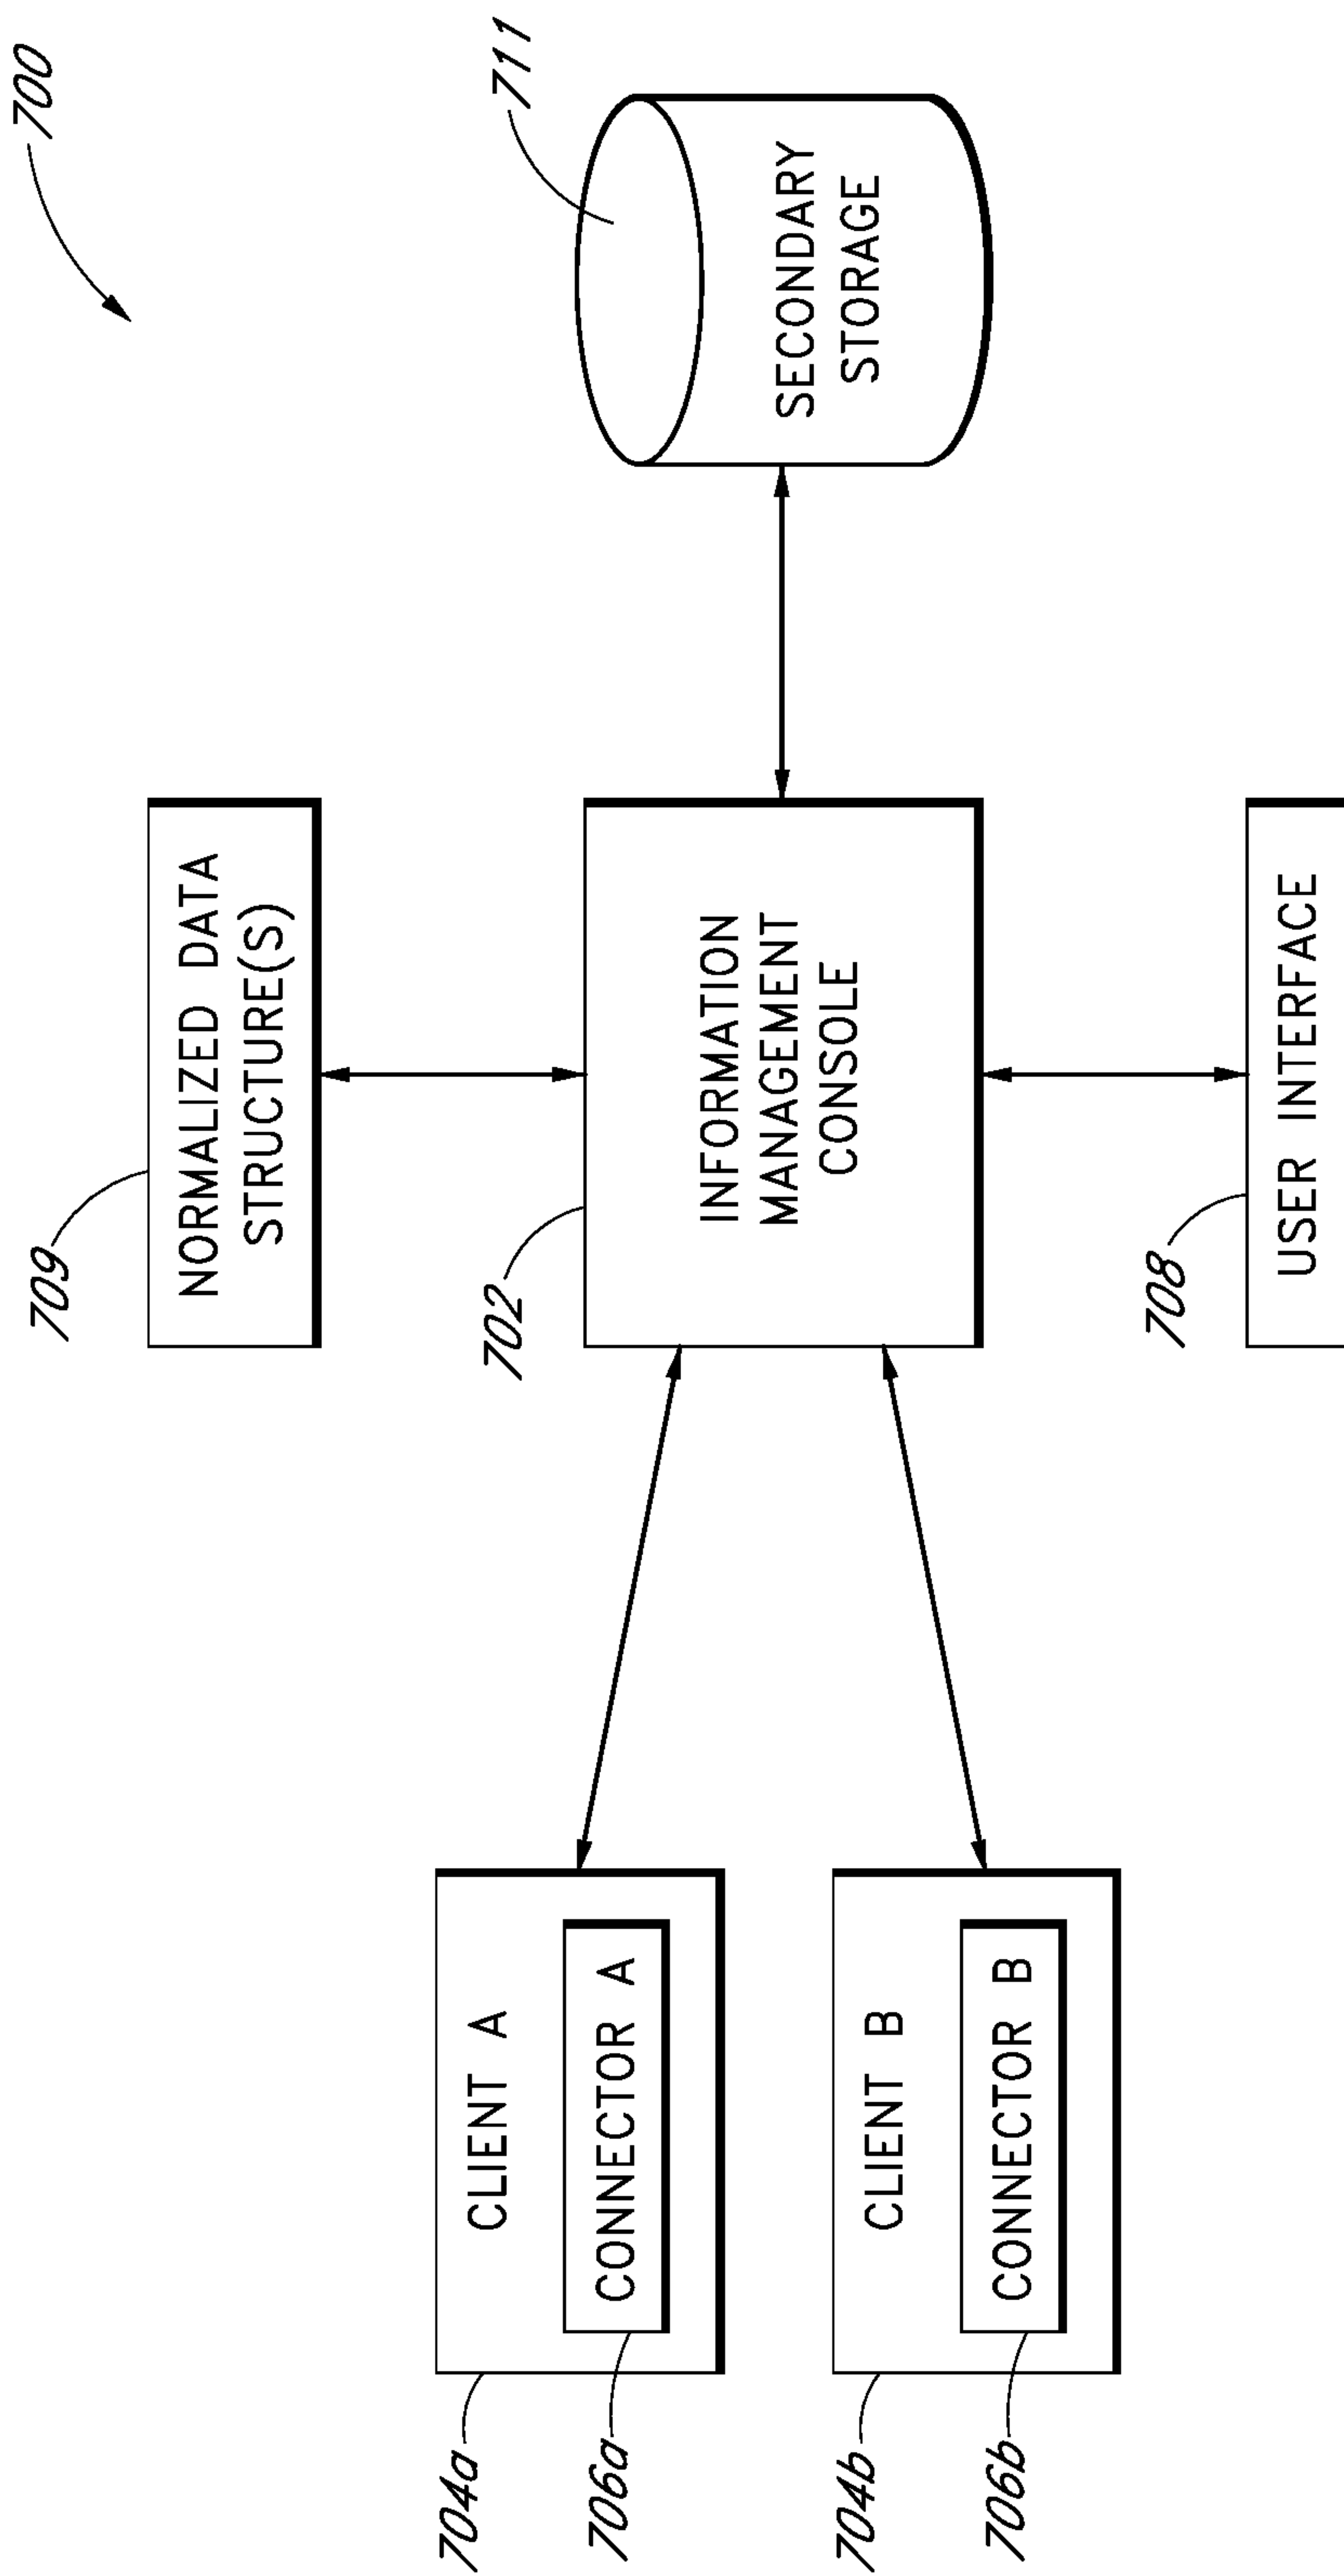 700
709
NORMALIZED DATA
STRUCTURE(S)
704a
CLIENT A
706a
CONNECTOR A
702
INFORMATION
MANAGEMENT
CONSOLE
711
SECONDARY
STORAGE
704b
CLIENT B
706b
CONNECTOR B
708
USER INTERFACE